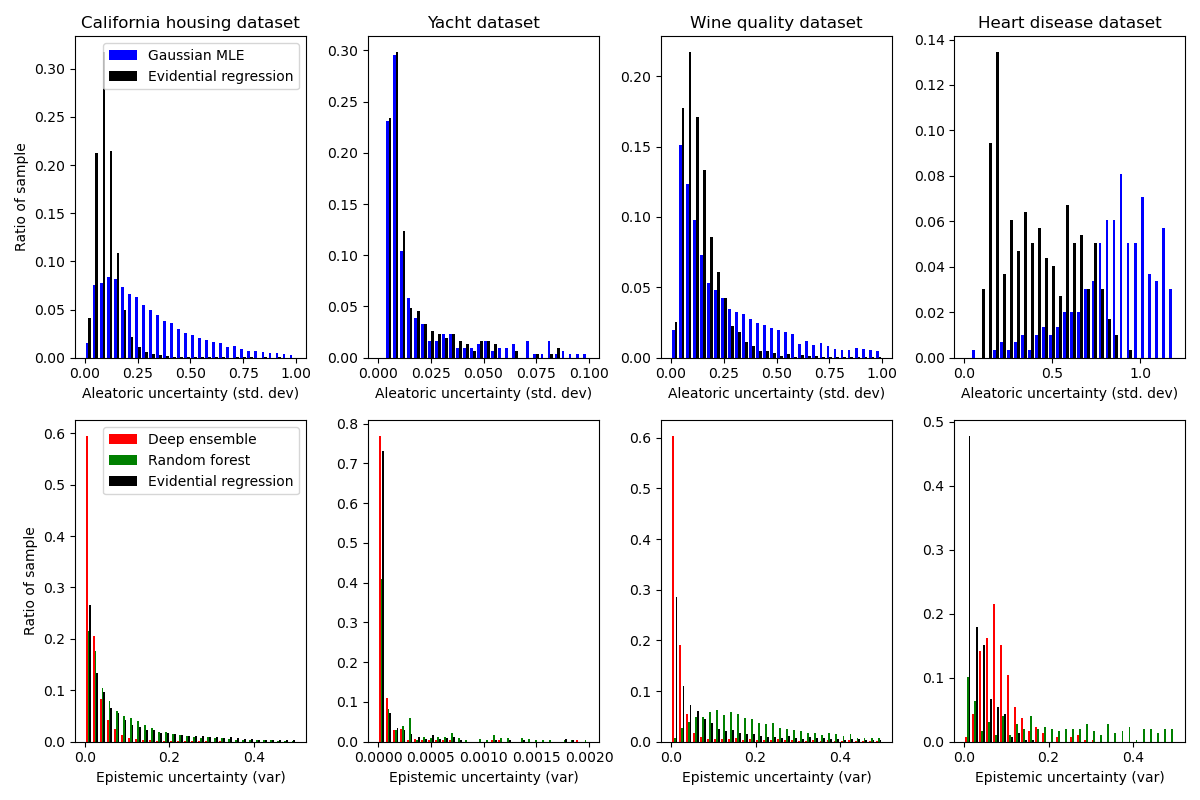 California housing dataset
Yacht dataset
Wine quality dataset
Heart disease dataset
Gaussian MLE
Evidential regression
Ratio of sample
0.30
0.25
0.20
0.15
0.10
0.05
0.00
0.00 0.25 0.50 0.75 1.00
Aleatoric uncertainty (std. dev)
0.30
0.25
0.20
0.15
0.10
0.05
0.00
0.00 0.25 0.50 0.75 1.00
Aleatoric uncertainty (std. dev)
0.20
0.15
0.10
0.05
0.00
0.00 0.25 0.50 0.75 1.00
Aleatoric uncertainty (std. dev)
0.14
0.12
0.10
0.08
0.06
0.04
0.02
0.00
0.0 0.5 1.0
Aleatoric uncertainty (std. dev)
Deep ensemble
Random forest
Evidential regression
Ratio of sample
0.6
0.5
0.4
0.3
0.2
0.1
0.0
0.0 0.2 0.4
Epistemic uncertainty (var)
0.8
0.7
0.6
0.5
0.4
0.3
0.2
0.1
0.0
0.0000 0.0005 0.0010 0.0015 0.0020
Epistemic uncertainty (var)
0.6
0.5
0.4
0.3
0.2
0.1
0.0
0.0 0.2 0.4
Epistemic uncertainty (var)
0.5
0.4
0.3
0.2
0.1
0.0
0.0 0.2 0.4
Epistemic uncertainty (var)